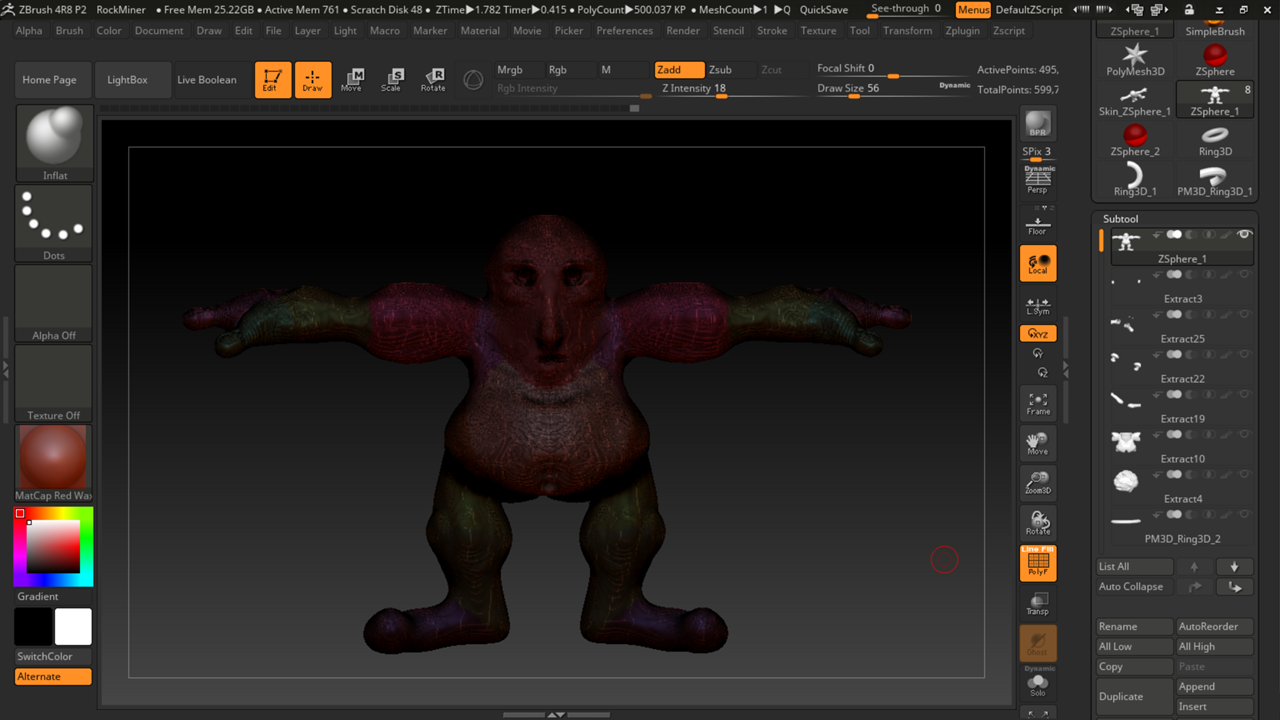 ZBrush 4R8 P2 RockMiner ● Free Mem 25.22GB ● Active Mem 761 ● Scratch Disk 48 ● ZTime▶1.782 Timer▶0.415 ● PolyCount▶500.037 KP ● MeshCount▶1 ▶Q QuickSave See-through 0 Menus DefaultZScript
Alpha Brush Color Document Draw Edit File Layer Light Macro Marker Material Movie Picker Preferences Render Stencil Stroke Texture Tool Transform Zplugin Zscript
Home Page LightBox Live Boolean Edit Draw Move Scale Rotate
M S R
Mrgb Rgb M Zadd Zsub Zcut Focal Shift 0 ActivePoints: 495,
Rgb Intensity Z Intensity 18 Draw Size 56 Dynamic TotalPoints: 599,7
Inflat
Dots
Alpha Off
Texture Off
MatCap Red Wax
Gradient
SwitchColor
Alternate
BPR
SPix 3
Dynamic
Persp
Floor
Local
L.Sym
XYZ
Y
Z
Frame
Move
Zoom3D
Rotate
Line Fill
PolyF
Transp
Ghost
Dynamic
Solo
ZSphere_1 SimpleBrush
PolyMesh3D ZSphere
8
Skin_ZSphere_1 ZSphere_1
ZSphere_2 Ring3D
Ring3D_1 PM3D_Ring3D_1
Subtool
ZSphere_1
Extract3
Extract25
Extract22
Extract19
Extract10
Extract4
PM3D_Ring3D_2
List All
Auto Collapse
Rename AutoReorder
All Low All High
Copy Paste
Duplicate Append
Insert